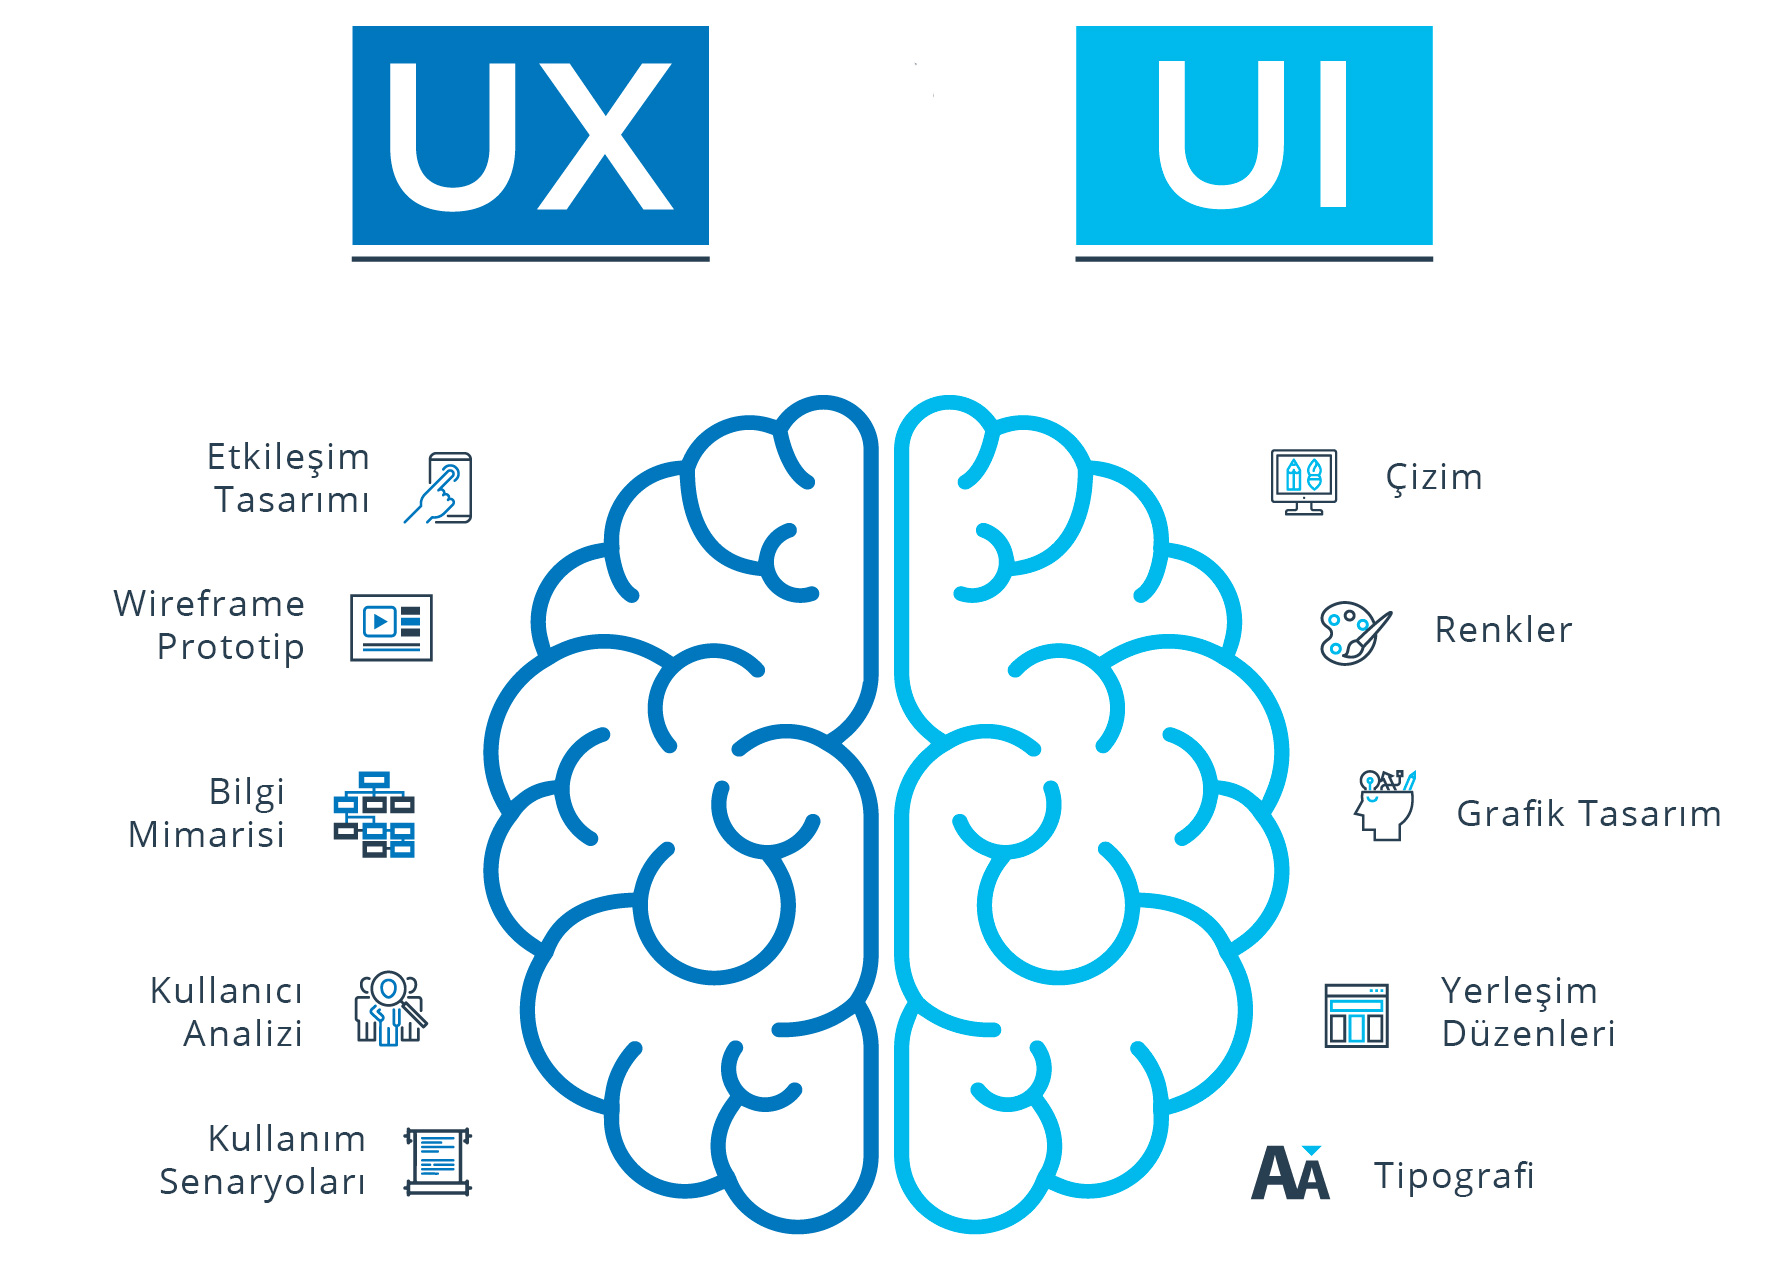 UX
UI
Etkileşim
Tasarımı
Wireframe
Prototip
Bilgi
Mimarisi
Kullanıcı
Analizi
Kullanım
Senaryoları
Çizim
Renkler
Grafik Tasarım
Yerleşim
Düzenleri
AA
Tipografi